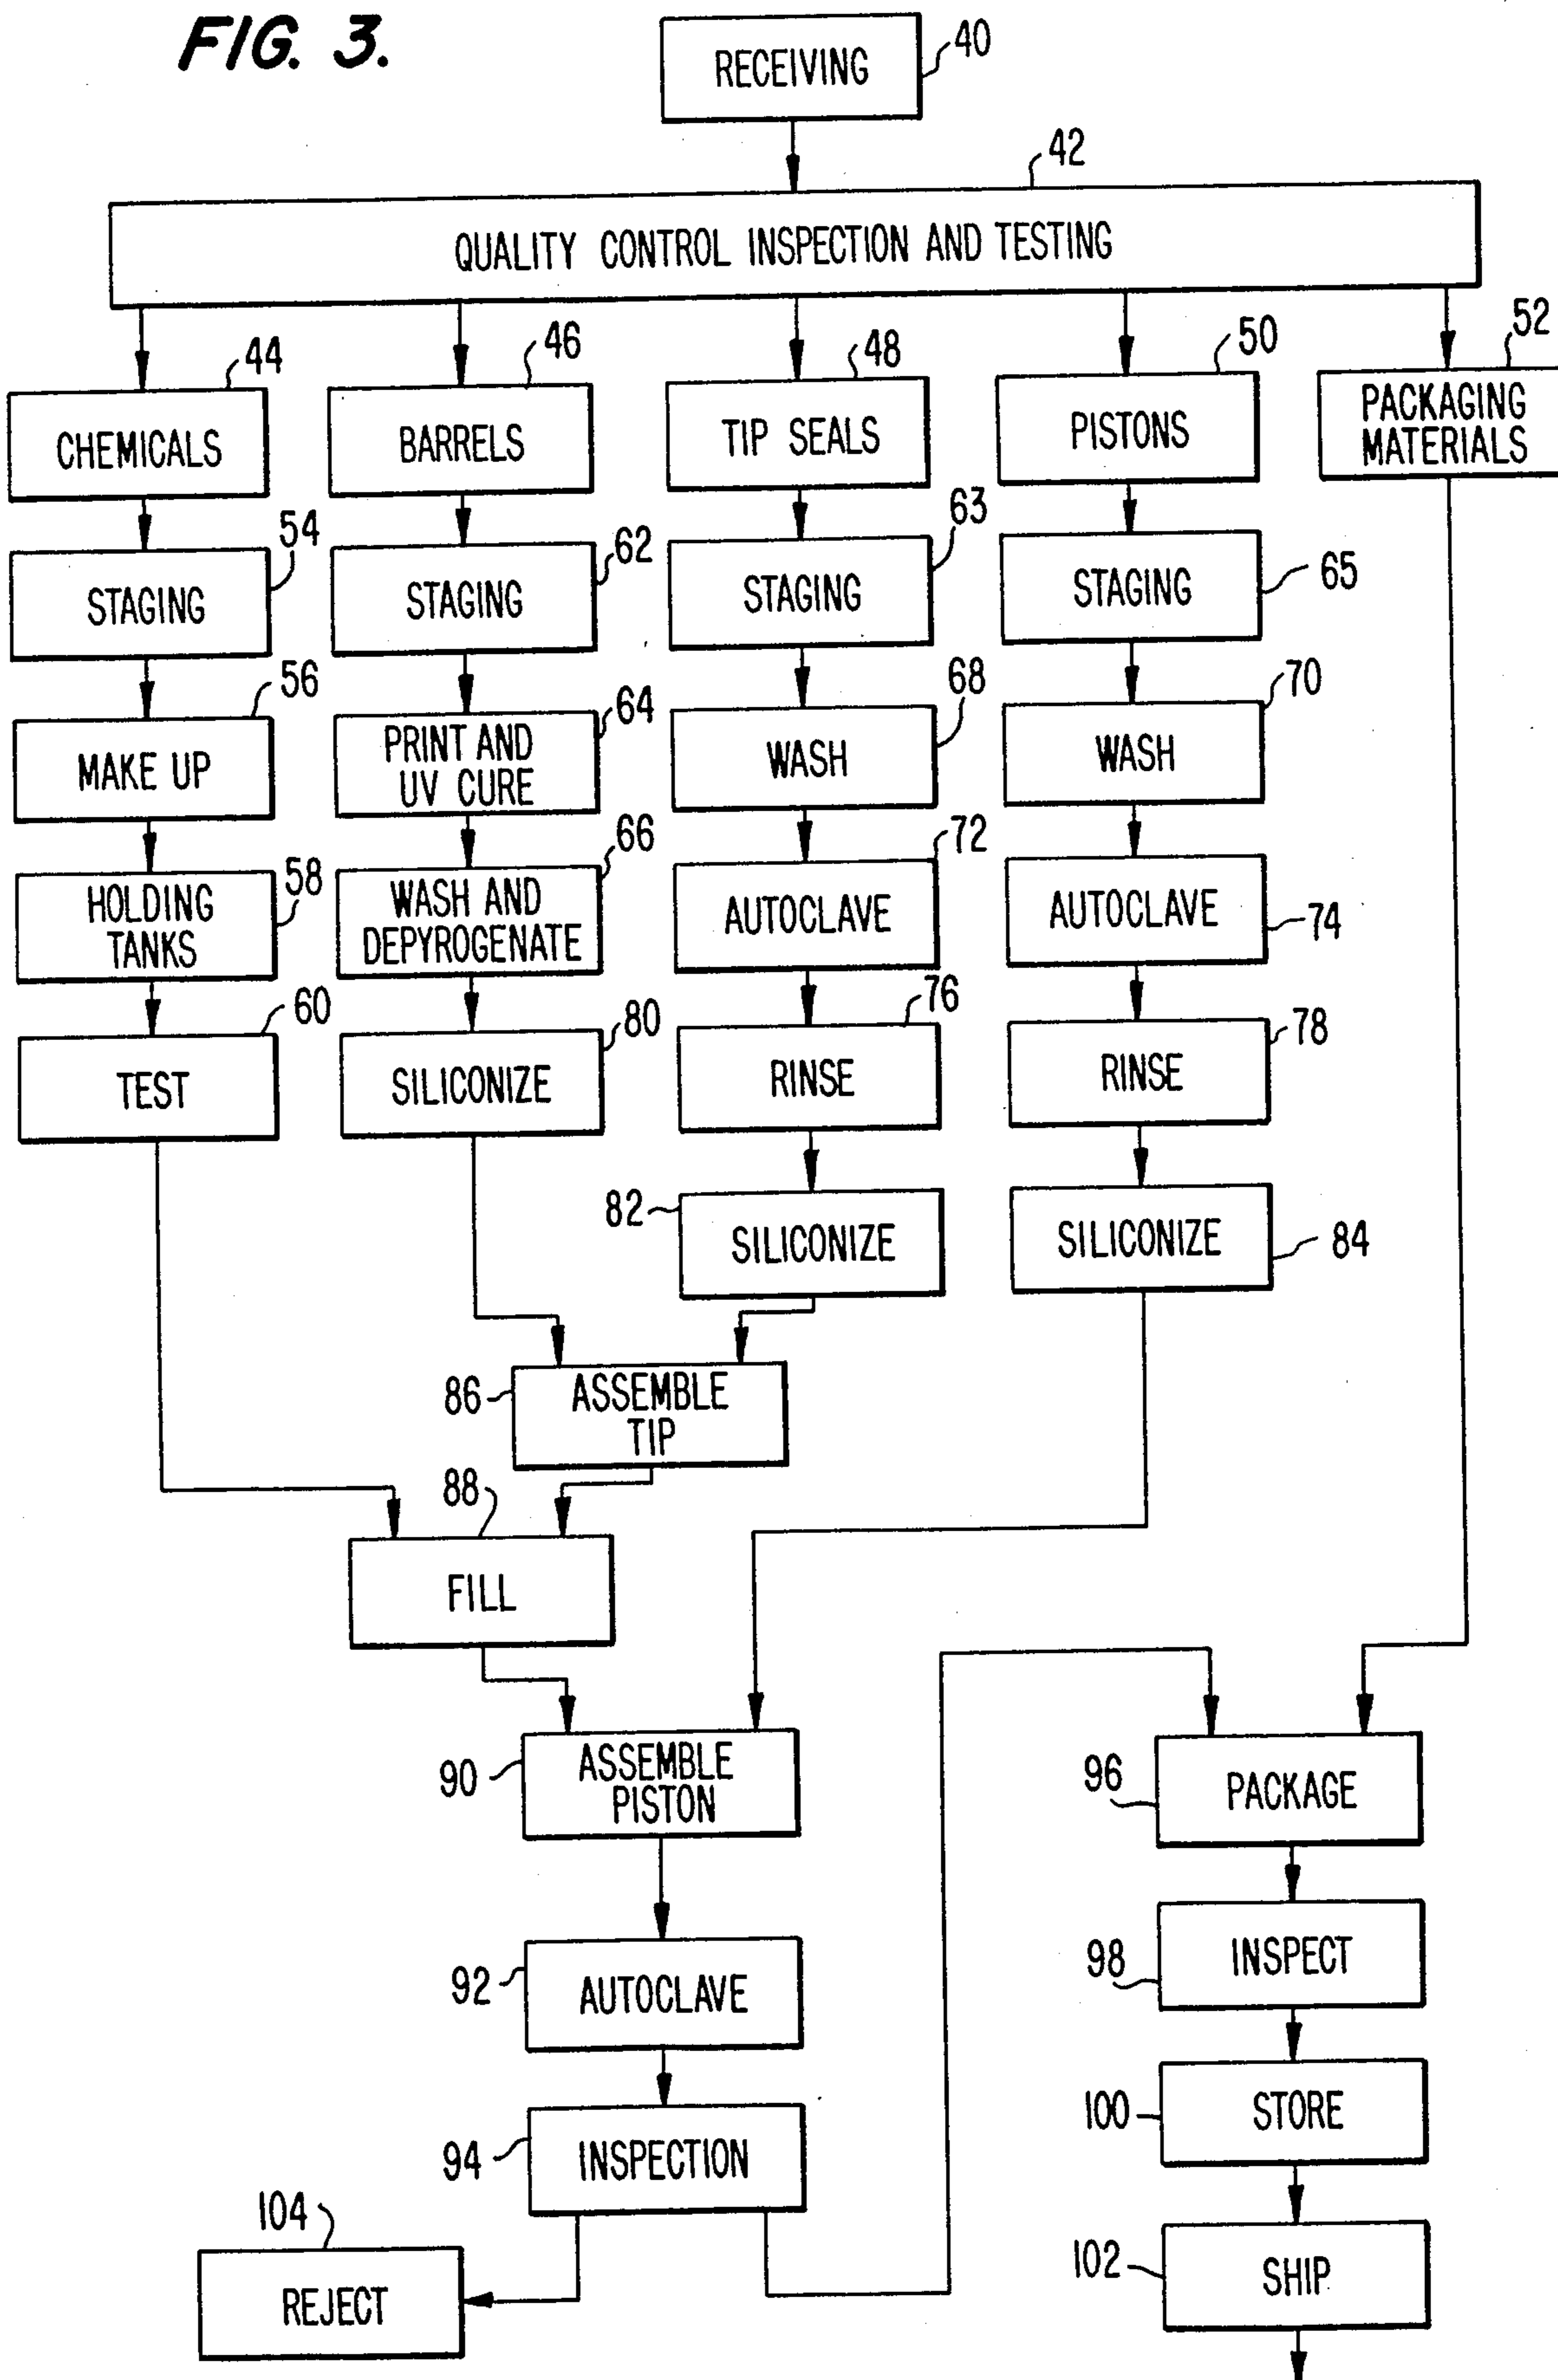 FIG. 3.
RECEIVING
40
42
QUALITY CONTROL INSPECTION AND TESTING
44
46
48
50
52
CHEMICALS
BARRELS
TIP SEALS
PISTONS
PACKAGING
MATERIALS
54
62
63
65
STAGING
STAGING
STAGING
STAGING
56
64
68
70
MAKE UP
PRINT AND
UV CURE
WASH
WASH
58
66
72
74
HOLDING
TANKS
WASH AND
DEPYROGENATE
AUTOCLAVE
AUTOCLAVE
60
80
76
78
TEST
SILICONIZE
RINSE
RINSE
82
SILICONIZE
SILICONIZE
84
86
ASSEMBLE
TIP
88
FILL
90
ASSEMBLE
PISTON
96
PACKAGE
92
AUTOCLAVE
98
INSPECT
94
INSPECTION
100
STORE
104
REJECT
102
SHIP